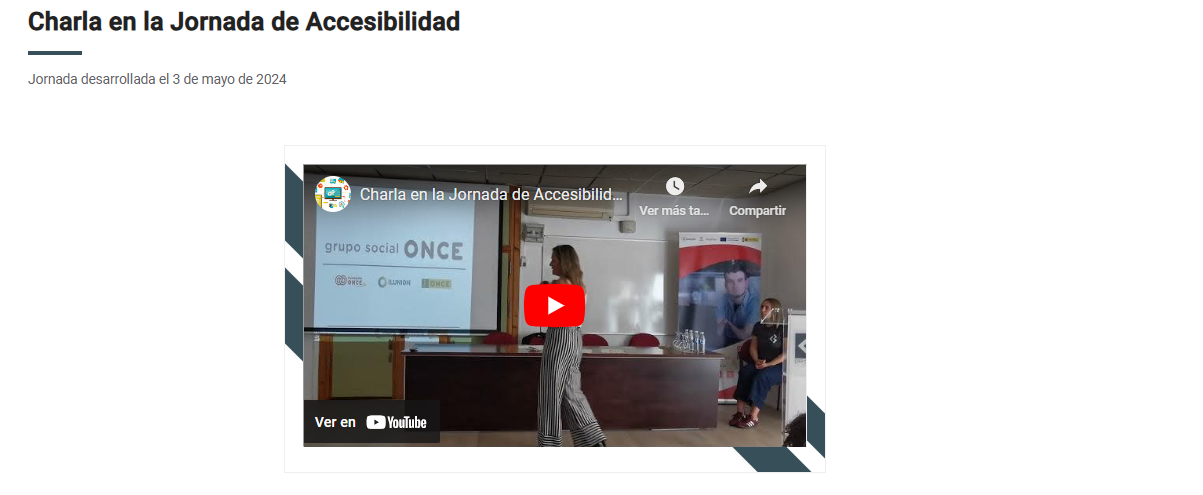 Charla en la Jornada de Accesibilidad
Jornada desarrollada el 3 de mayo de 2024
Charla en la Jornada de Accesibilid...
Ver más ta...
Compartir
grupo social ONCE
ONCE
ILUNION
ONCE
Ver en YouTube